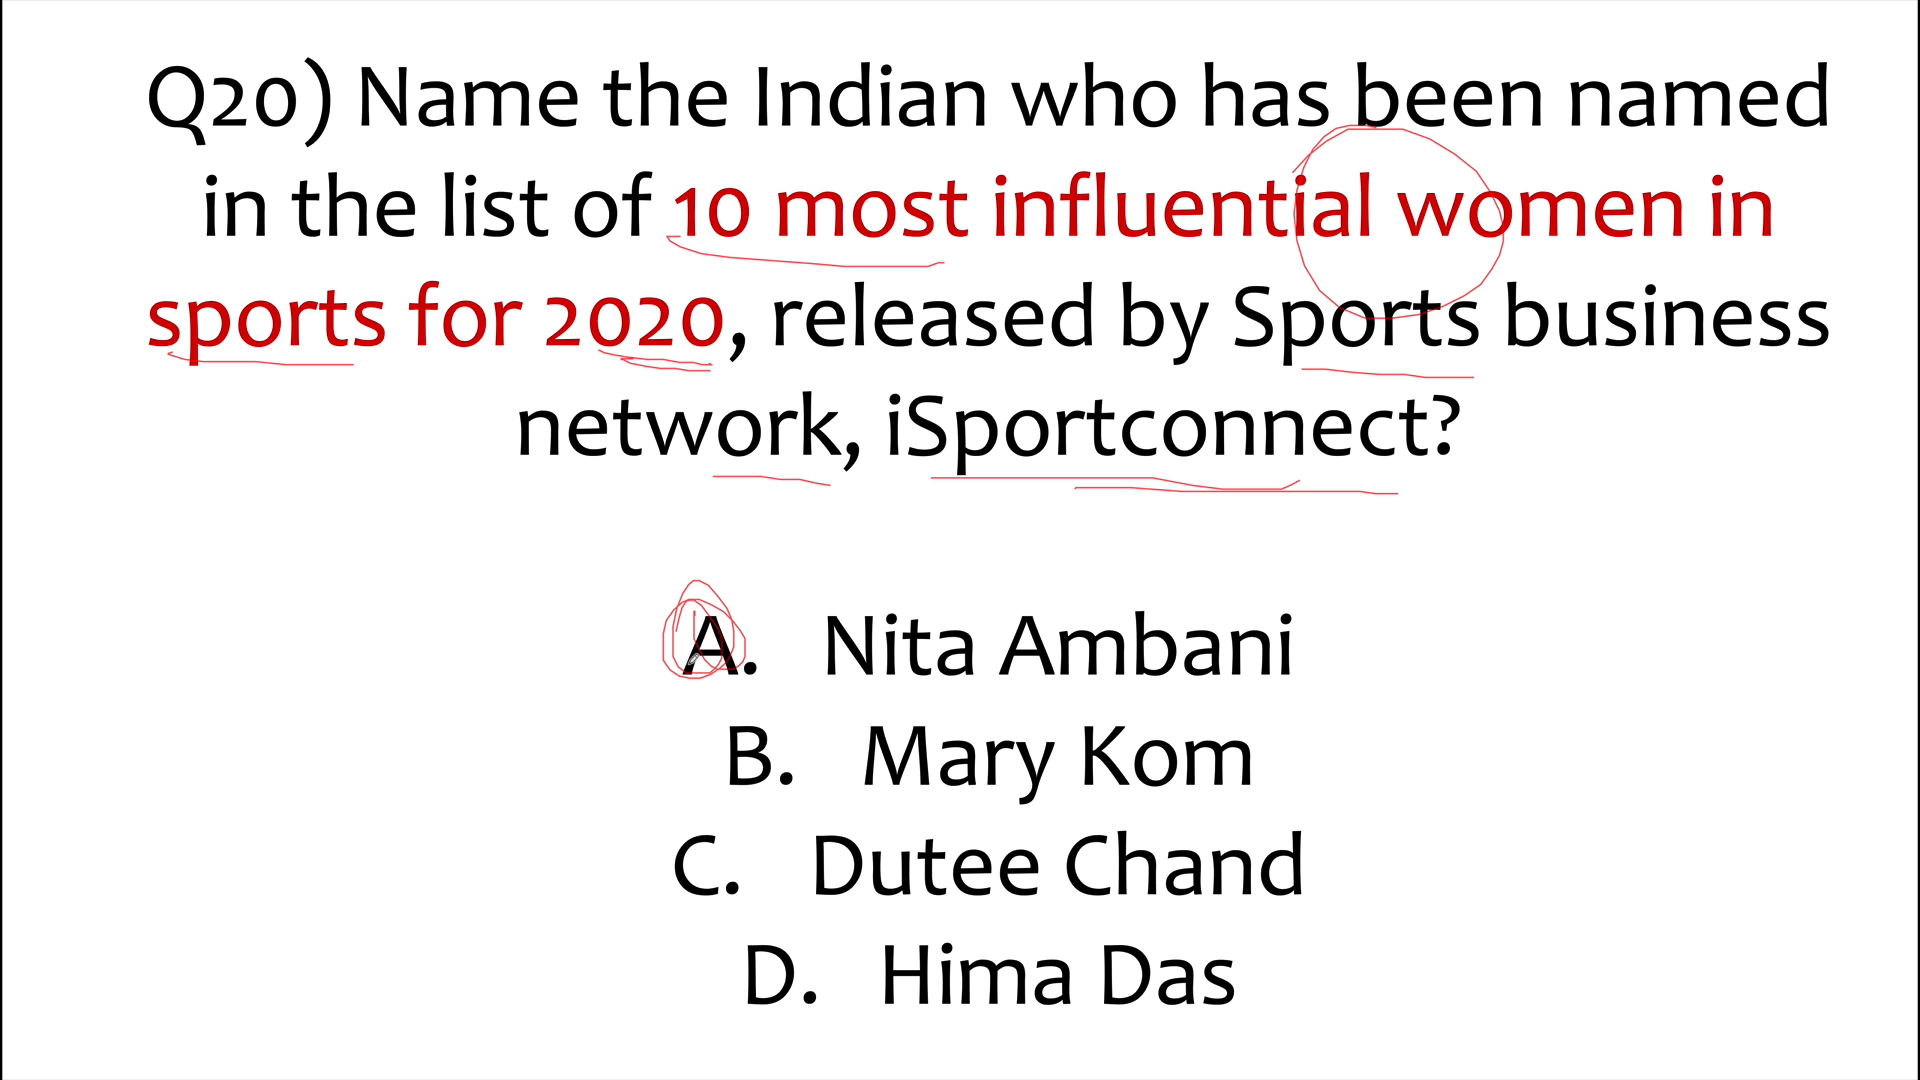 Q20) Name the Indian who has been named
in the list of 10 most influential women in
sports for 2020, released by Sports business
network, iSportconnect?
A. Nita Ambani
B. Mary Kom
C. Dutee Chand
D. Hima Das